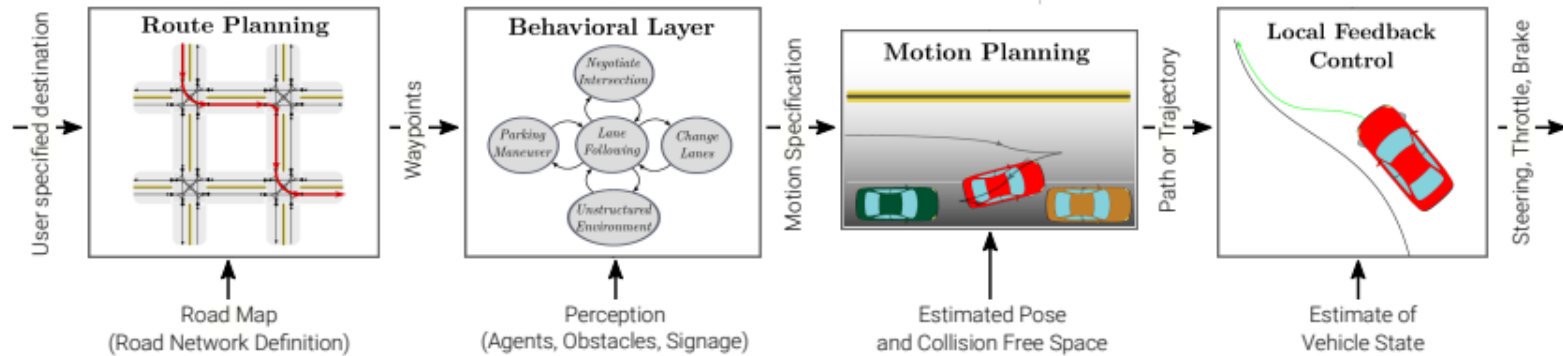 User specified destination
Route Planning
Road Map
(Road Network Definition)
Waypoints
Behavioral Layer
Negotiate
Intersection
Parking
Maneuver
Lane
Following
Change
Lanes
Unstructured
Environment
Perception
(Agents, Obstacles, Signage)
Motion Specification
Motion Planning
Estimated Pose
and Collision Free Space
Path or Trajectory
Local Feedback
Control
Estimate of
Vehicle State
Steering, Throttle, Brake